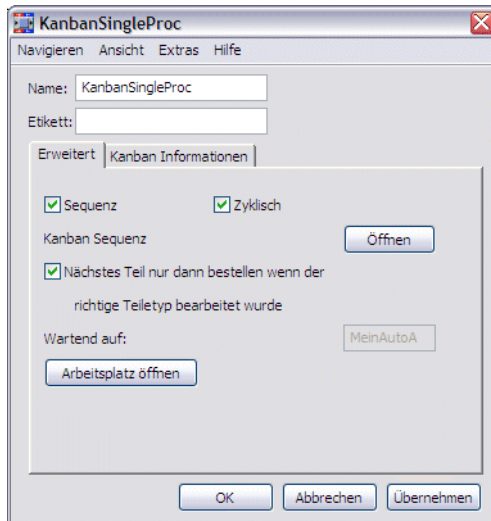 KanbanSingleProc
Navigieren Ansicht Extras Hilfe
Name: KanbanSingleProc
Etikett:
Erweitert Kanban Informationen
Sequenz Zyklisch
Kanban Sequenz Öffnen
Nächstes Teil nur dann bestellen wenn der
richtige Teiletyp bearbeitet wurde
Wartend auf: MeinAutoA
Arbeitsplatz öffnen
OK Abbrechen Übernehmen